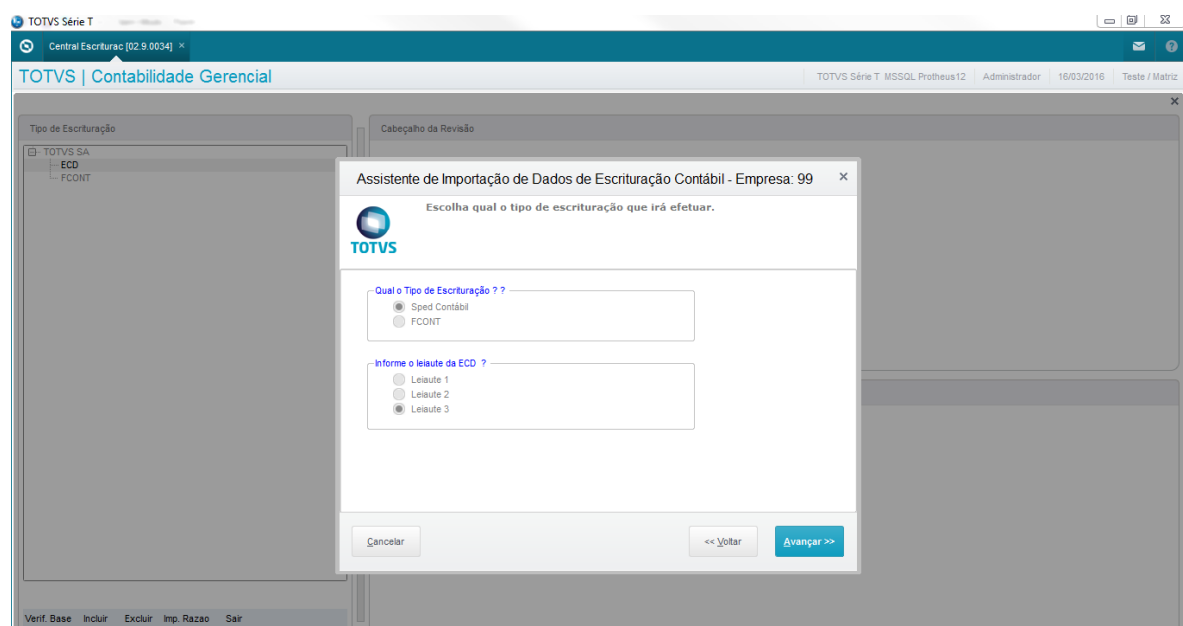 TOTVS Série T
Central Escriturac [02.9.0034] ×
TOTVS | Contabilidade Gerencial
TOTVS Série T MSSQL Protheus12 Administrador 16/03/2016 Teste / Matriz
Tipo de Escrituração
Cabeçalho da Revisão
TOTVS SA
ECD
FCONT
Assistente de Importação de Dados de Escrituração Contábil - Empresa: 99
Escolha qual o tipo de escrituração que irá efetuar.
TOTVS
Qual o Tipo de Escrituração ? ?
Sped Contábil
FCONT
Informe o leiaute da ECD ?
Leiaute 1
Leiaute 2
Leiaute 3
Cancelar
<< Voltar
Avançar >>
Verif. Base Incluir Excluir Imp. Razao Sair